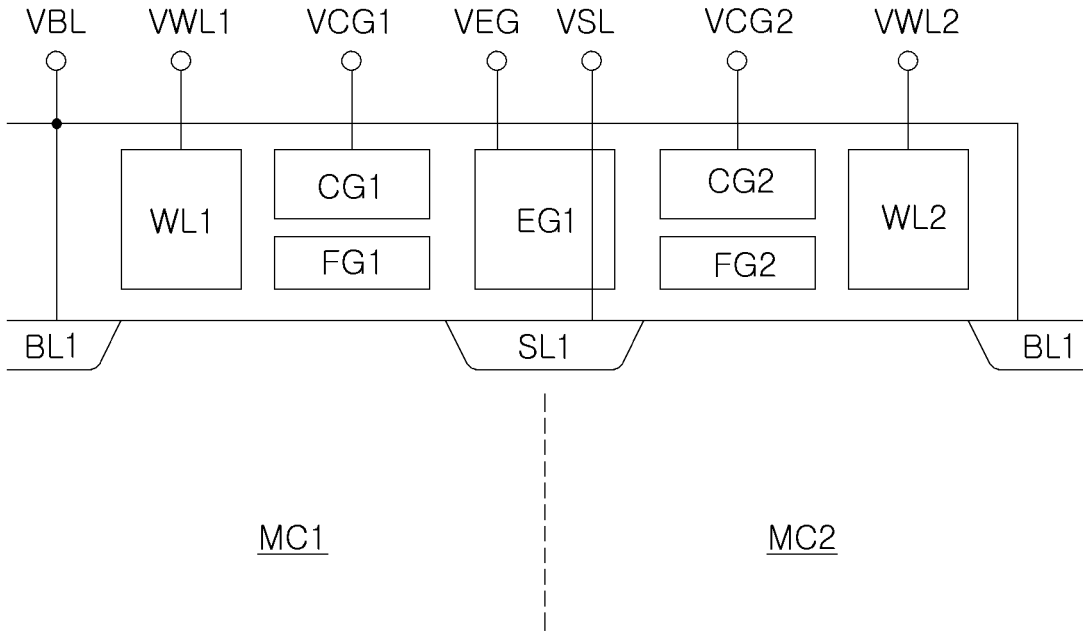 VBL VWL1 VCG1 VEG VSL VCG2 VWL2
CG1 CG2
WL1 EG1 WL2
FG1 FG2
BL1 SL1 BL1
MC1 MC2